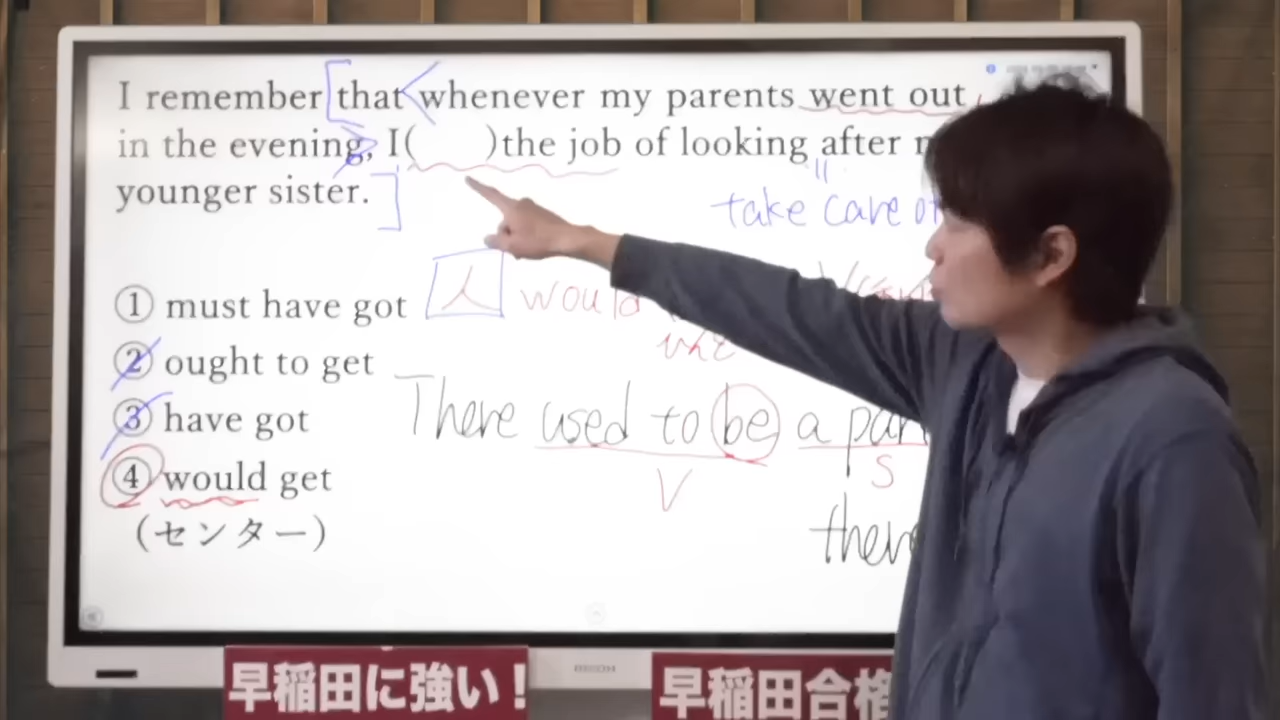 I remember that whenever my parents went out
in the evening, I( )the job of looking after
younger sister.
take care of
① must have got
人 would
② ought to get
There used to be a
③ have got
V
S
④ would get
(センター)
早稲田に強い!
早稲田合格